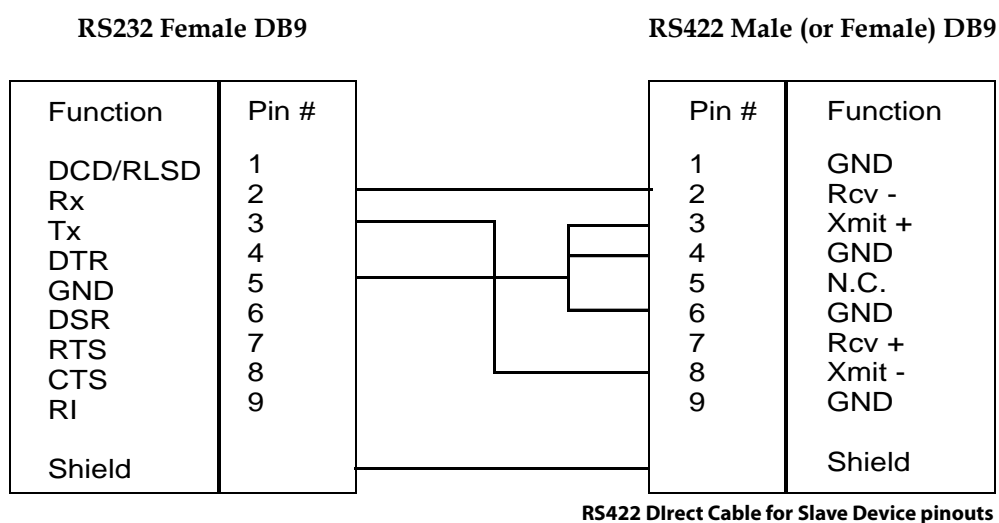 RS232 Female DB9 RS422 Male (or Female) DB9
Function Pin # Pin # Function
DCD/RLSD 1 1 GND
Rx 2 2 Rcv -
Tx 3 3 Xmit +
DTR 4 4 GND
GND 5 5 N.C.
DSR 6 6 GND
RTS 7 7 Rcv +
CTS 8 8 Xmit -
RI 9 9 GND
Shield Shield
RS422 DIrect Cable for Slave Device pinouts